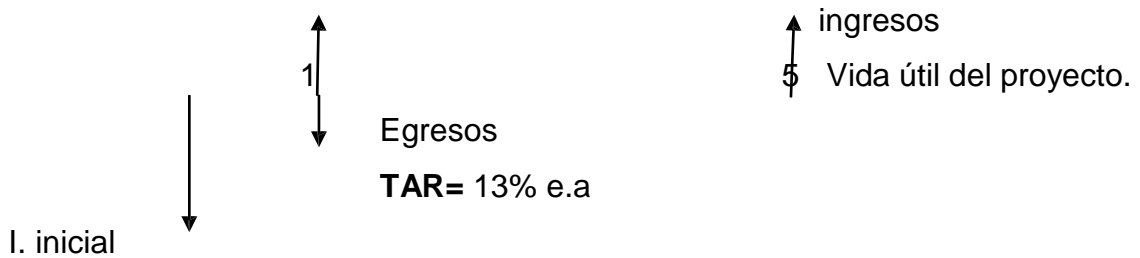 ingresos
1 5 Vida útil del proyecto.
Egresos
TAR= 13% e.a
I. inicial